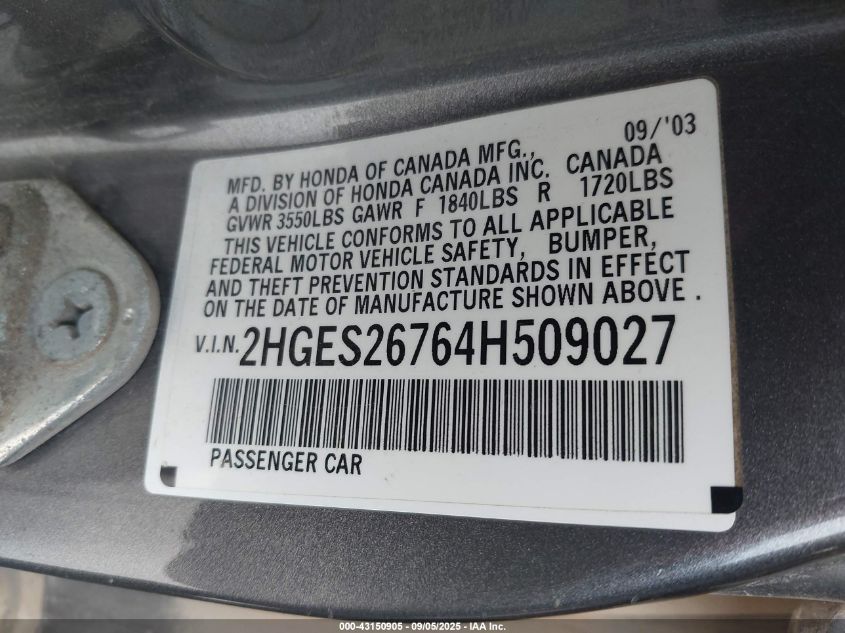 09/'03
MFD. BY HONDA OF CANADA MFG.,
A DIVISION OF HONDA CANADA INC. CANADA
GVWR 3550LBS GAWR F 1840LBS R 1720LBS
THIS VEHICLE CONFORMS TO ALL APPLICABLE
FEDERAL MOTOR VEHICLE SAFETY, BUMPER,
AND THEFT PREVENTION STANDARDS IN EFFECT
ON THE DATE OF MANUFACTURE SHOWN ABOVE .
V.I.N. 2HGES26764H509027
PASSENGER CAR
000-43150905 - 09/05/2025 - IAA Inc.